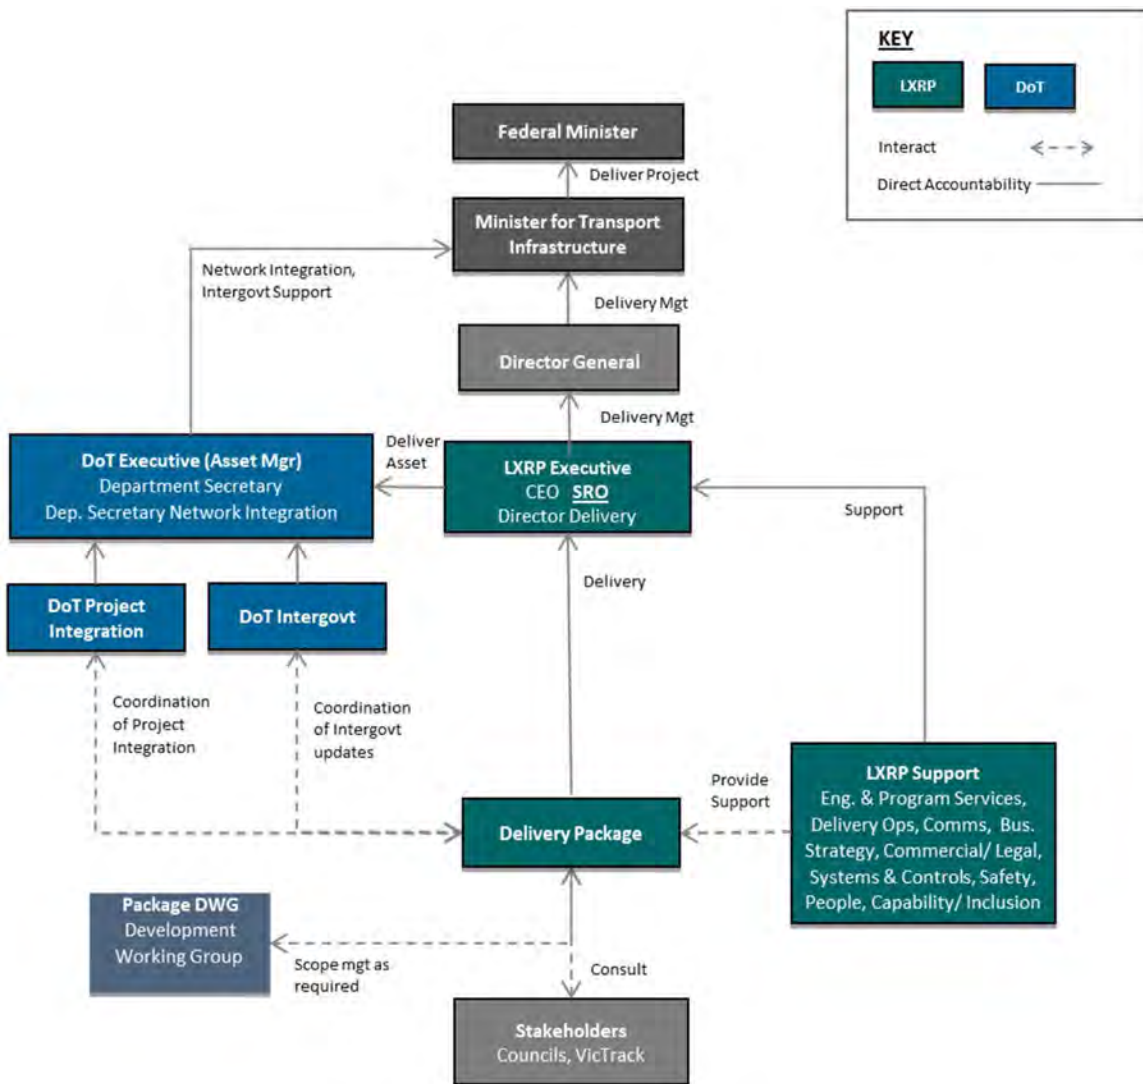 KEY
LXRP
DoT
Interact
Direct Accountability
Federal Minister
Deliver Project
Minister for Transport
Infrastructure
Network Integration,
Intergovt Support
Delivery Mgt
Director General
Delivery Mgt
DoT Executive (Asset Mgr)
Department Secretary
Dep. Secretary Network Integration
Deliver
Asset
LXRP Executive
CEO SRO
Director Delivery
Support
Delivery
DoT Project
Integration
DoT Intergovt
Coordination
of Project
Integration
Coordination
of Intergovt
updates
Delivery Package
Provide
Support
LXRP Support
Eng. & Program Services,
Delivery Ops, Comms, Bus.
Strategy, Commercial/ Legal,
Systems & Controls, Safety,
People, Capability/ Inclusion
Package DWG
Development
Working Group
Scope mgt as
required
Consult
Stakeholders
Councils, VicTrack